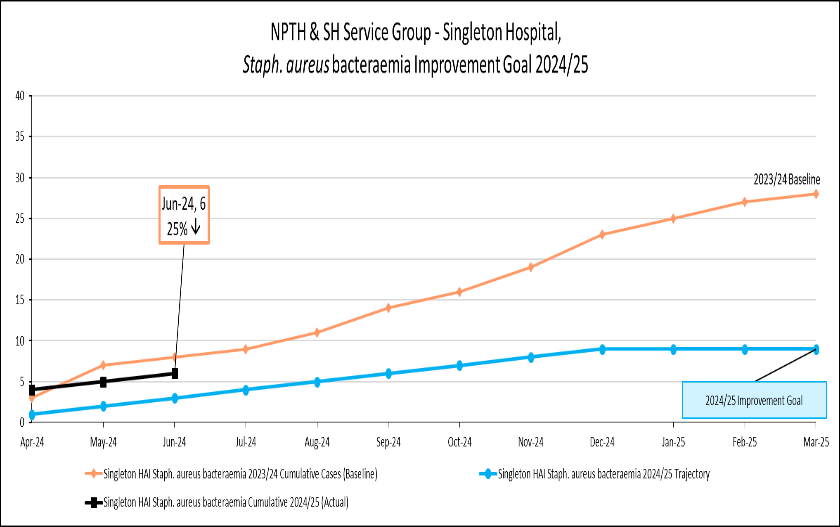 NPTH & SH Service Group - Singleton Hospital,
Staph. aureus bacteraemia Improvement Goal 2024/25
40
35
30
25
20
15
10
5
0
2023/24 Baseline
Jun-24, 6
25% ↓
2024/25 Improvement Goal
Apr-24 May-24 Jun-24 Jul-24 Aug-24 Sep-24 Oct-24 Nov-24 Dec-24 Jan-25 Feb-25 Mar-25
Singleton HAI Staph. aureus bacteraemia 2023/24 Cumulative Cases (Baseline)
Singleton HAI Staph. aureus bacteraemia 2024/25 Trajectory
Singleton HAI Staph. aureus bacteraemia Cumulative 2024/25 (Actual)